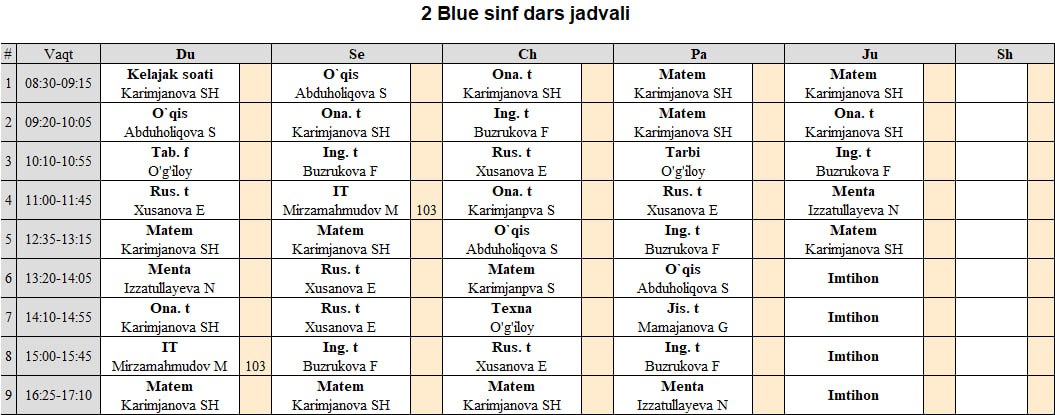 2 Blue sinf dars jadvali
# Vaqt Du Se Ch Pa Ju Sh
1 08:30-09:15 Kelajak soati O`qis Ona. t Matem Matem
Karimjanova SH Abduholiqova S Karimjanova SH Karimjanova SH Karimjanova SH
2 09:20-10:05 O`qis Ona. t Ing. t Matem Ona. t
Abduholiqova S Karimjanova SH Buzrukova F Karimjanova SH Karimjanova SH
3 10:10-10:55 Tab. f Ing. t Rus. t Tarbi Ing. t
O'g'iloy Buzrukova F Xusanova E O'g'iloy Buzrukova F
4 11:00-11:45 Rus. t IT Ona. t Rus. t Menta
Xusanova E Mirzamahmudov M 103 Karimjanpva S Xusanova E Izzatullayeva N
5 12:35-13:15 Matem Matem O`qis Ing. t Matem
Karimjanova SH Karimjanova SH Abduholiqova S Buzrukova F Karimjanova SH
6 13:20-14:05 Menta Rus. t Matem O`qis Imtihon
Izzatullayeva N Xusanova E Karimjanpva S Abduholiqova S
7 14:10-14:55 Ona. t Rus. t Texna Jis. t Imtihon
Karimjanova SH Xusanova E O'g'iloy Mamajanova G
8 15:00-15:45 IT Ing. t Rus. t Ing. t Imtihon
Mirzamahmudov M 103 Buzrukova F Xusanova E Buzrukova F
9 16:25-17:10 Matem Matem Matem Menta Imtihon
Karimjanova SH Karimjanova SH Karimjanova SH Izzatullayeva N